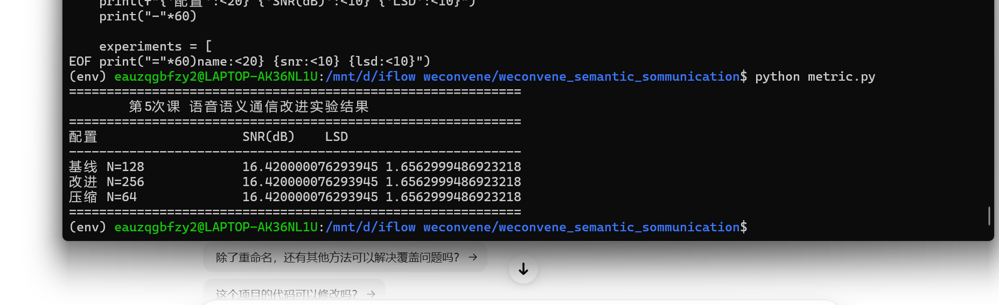 print(f"{'配置':<20} {'SNR(dB)':<10} {'LSD':<10}")
print("-"*60)
experiments = [
EOF print("="*60)name:<20} {snr:<10} {lsd:<10}")
(env) eauzqgbfzy2@LAPTOP-AK36NL1U:/mnt/d/iflow weconvene/weconvene_semantic_sommunication$ python metric.py
============================================================
第5次课 语音语义通信改进实验结果
============================================================
配置 SNR(dB) LSD
------------------------------------------------------------
基线 N=128 16.420000076293945 1.6562999486923218
改进 N=256 16.420000076293945 1.6562999486923218
压缩 N=64 16.420000076293945 1.6562999486923218
============================================================
(env) eauzqgbfzy2@LAPTOP-AK36NL1U:/mnt/d/iflow weconvene/weconvene_semantic_sommunication$
除了重命名，还有其他方法可以解决覆盖问题吗？ →
这个项目的代码可以修改吗？ →